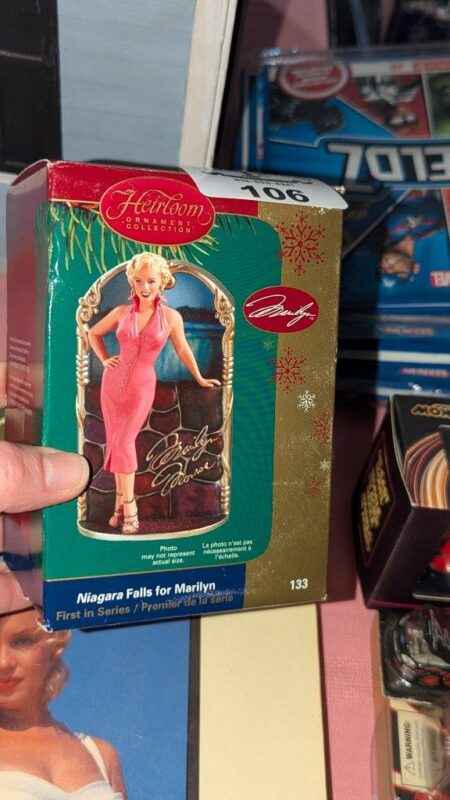 106
Heirloom
ORNAMENT
COLLECTION
Marilyn
Marilyn
Monroe
Photo
may not represent
actual size.
La photo n'est pas
nécessairement à
l'échelle.
Niagara Falls for Marilyn
133
First in Series / Premier de la série
WARNING